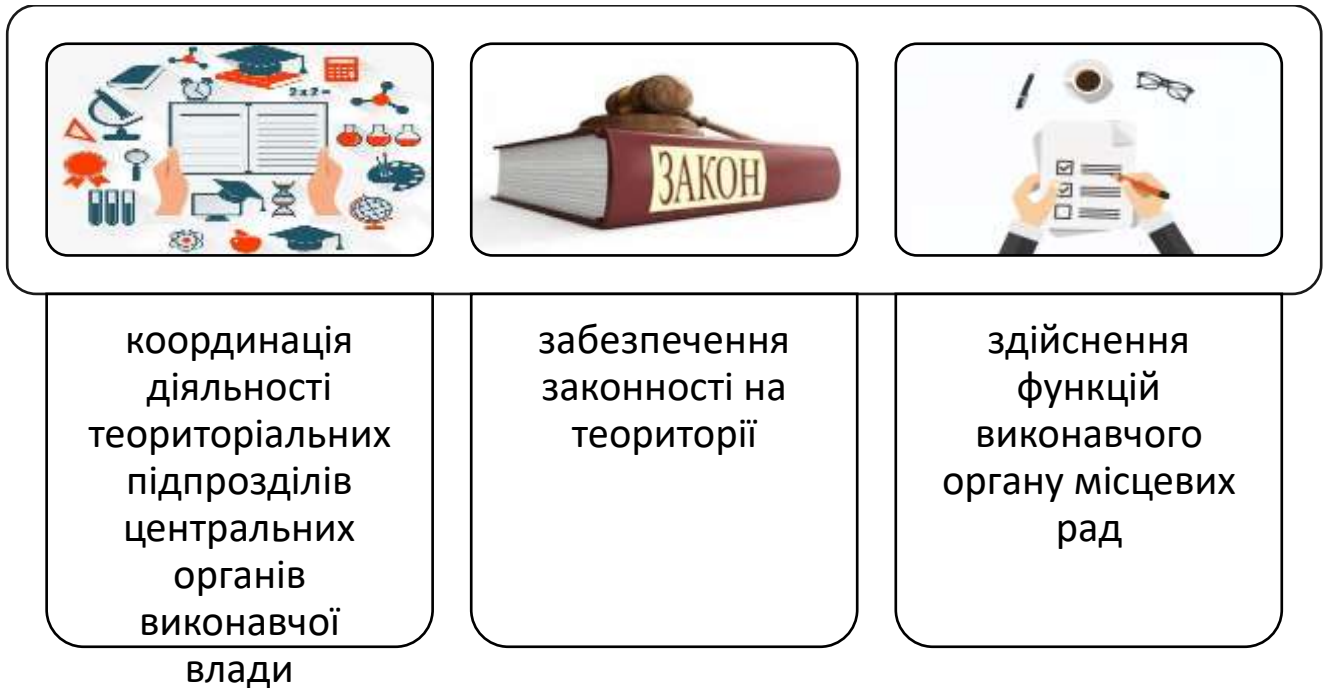 2x2=
ЗАКОН
координація
діяльності
теориторіальних
підпрозділів
центральних
органів
виконавчої
влади
забезпечення
законності на
теориторії
здійснення
функцій
виконавчого
органу місцевих
рад